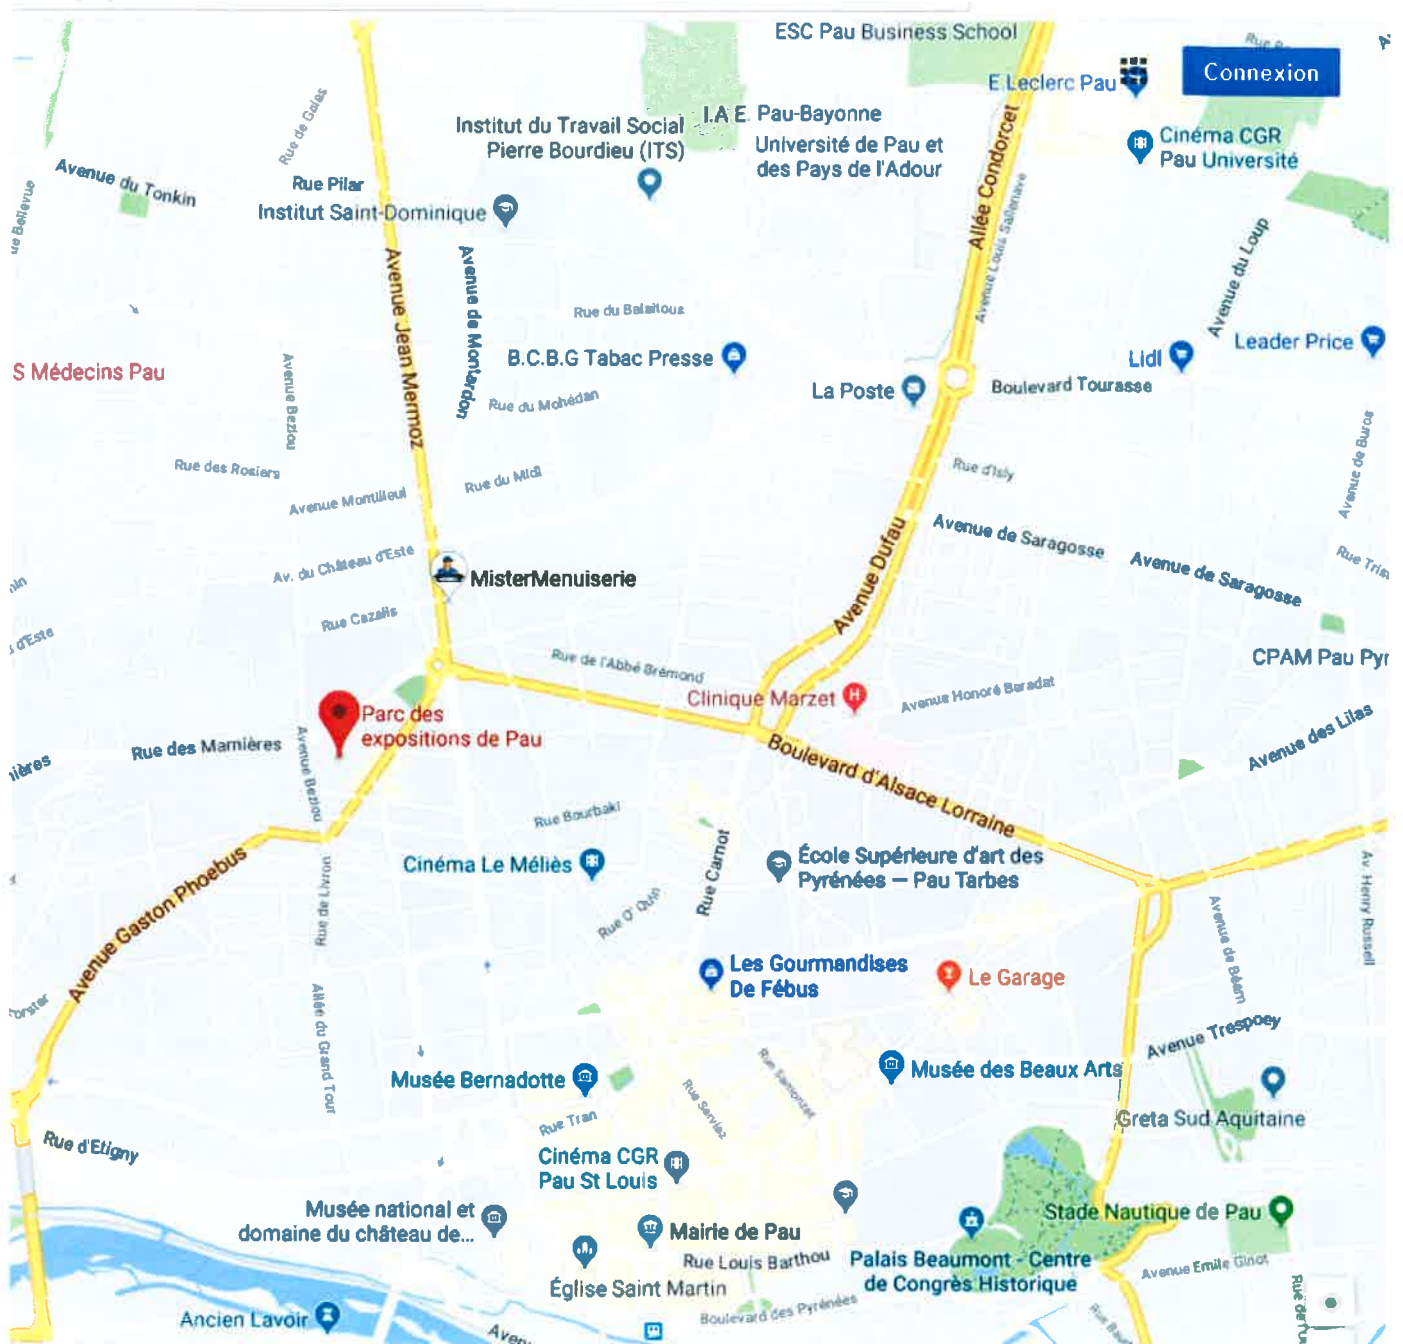 ESC Pau Business School
E.Leclerc Pau
Connexion
Rue de Golas
Institut du Travail Social
Pierre Bourdieu (ITS)
I.A.E. Pau-Bayonne
Université de Pau et
des Pays de l'Adour
Allée Condorcet
Cinéma CGR
Pau Université
Avenue du Tonkin
Rue Pilar
Institut Saint-Dominique
Avenue Louis Sallenave
Avenue du Loup
Avenue Jean Mermoz
Avenue de Montardon
Rue du Balaïtous
B.C.B.G Tabac Presse
Lidl
Leader Price
S Médecins Pau
Avenue Beziou
Rue du Mohédan
La Poste
Boulevard Tourasse
Avenue de Buros
Rue des Rosiers
Avenue Montilleul
Rue du Midi
Rue d'Isly
Avenue Dufau
Avenue de Saragosse
Avenue de Saragosse
Av. du Château d'Este
MisterMenuiserie
Rue Cazalis
d'Este
Rue de l'Abbé Brémond
CPAM Pau Pyr
Clinique Marzet
Avenue Honoré Baradat
Parc des
expositions de Pau
Rue des Marnières
Avenue Beziou
Boulevard d'Alsace Lorraine
Avenue des Lilas
nières
Rue Bourbaki
Cinéma Le Méliès
Rue Carnot
École Supérieure d'art des
Pyrénées — Pau Tarbes
Avenue Gaston Phoebus
Rue de Livron
Rue O' Quin
Av. Henry Russell
Avenue de Béarn
Les Gourmandises
De Fébus
Le Garage
Allée du Grand Tour
Avenue Trespoey
Musée Bernadotte
Rue Serviez
Rue Samonzet
Musée des Beaux Arts
Greta Sud Aquitaine
Rue Tran
Rue d'Etigny
Cinéma CGR
Pau St Louis
Musée national et
domaine du château de...
Mairie de Pau
Stade Nautique de Pau
Rue Louis Barthou
Palais Beaumont - Centre
de Congrès Historique
Avenue Emile Ginot
Église Saint Martin
Boulevard des Pyrénées
Ancien Lavoir